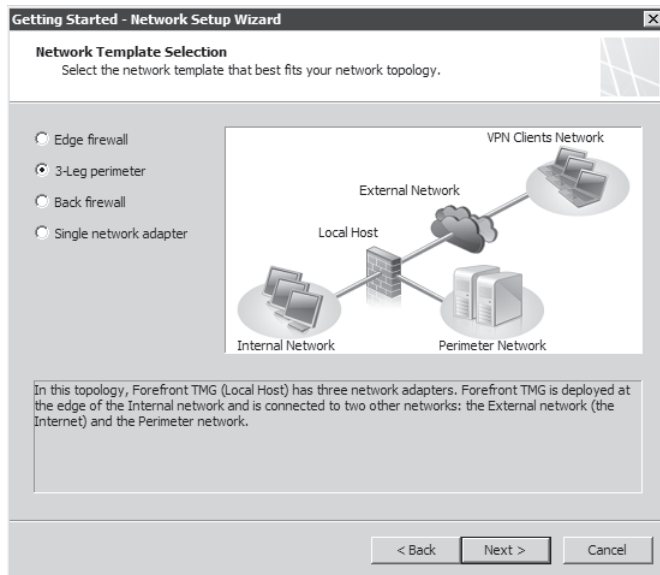 Getting Started - Network Setup Wizard
Network Template Selection
Select the network template that best fits your network topology.
Edge firewall
3-Leg perimeter
Back firewall
Single network adapter
VPN Clients Network
External Network
Local Host
Internal Network
Perimeter Network
In this topology, Forefront TMG (Local Host) has three network adapters. Forefront TMG is deployed at
the edge of the Internal network and is connected to two other networks: the External network (the
Internet) and the Perimeter network.
< Back
Next >
Cancel